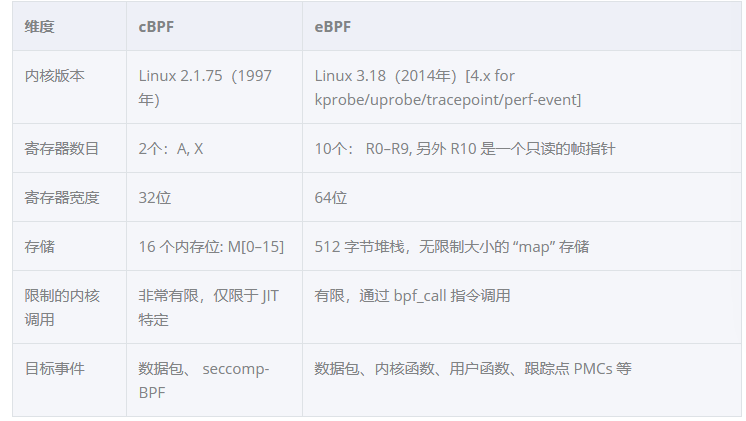 维度 cBPF eBPF
内核版本 Linux 2.1.75（1997 Linux 3.18（2014年）[4.x for
年） kprobe/uprobe/tracepoint/perf-event]
寄存器数目 2个：A, X 10个： R0–R9, 另外 R10 是一个只读的帧指针
寄存器宽度 32位 64位
存储 16 个内存位: M[0–15] 512 字节堆栈，无限制大小的 “map” 存储
限制的内核 非常有限，仅限于 JIT 有限，通过 bpf_call 指令调用
调用 特定
目标事件 数据包、 seccomp- 数据包、内核函数、用户函数、跟踪点 PMCs 等
BPF